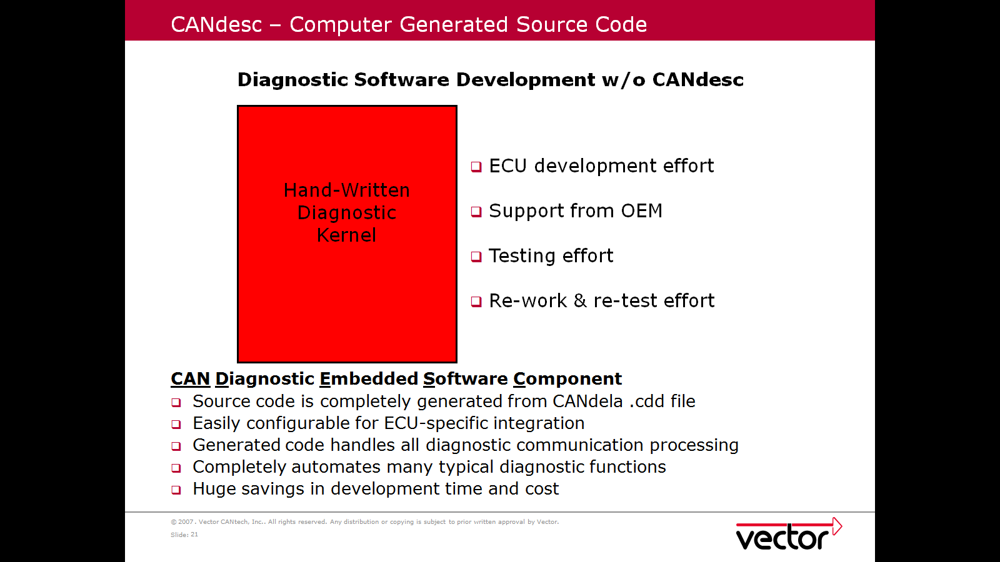 CANdesc – Computer Generated Source Code
Diagnostic Software Development w/o CANdesc
Hand-Written
Diagnostic
Kernel
ECU development effort
Support from OEM
Testing effort
Re-work & re-test effort
CAN Diagnostic Embedded Software Component
Source code is completely generated from CANdela .cdd file
Easily configurable for ECU-specific integration
Generated code handles all diagnostic communication processing
Completely automates many typical diagnostic functions
Huge savings in development time and cost
© 2007. Vector CANtech, Inc.. All rights reserved. Any distribution or copying is subject to prior written approval by Vector.
Slide: 21
vector